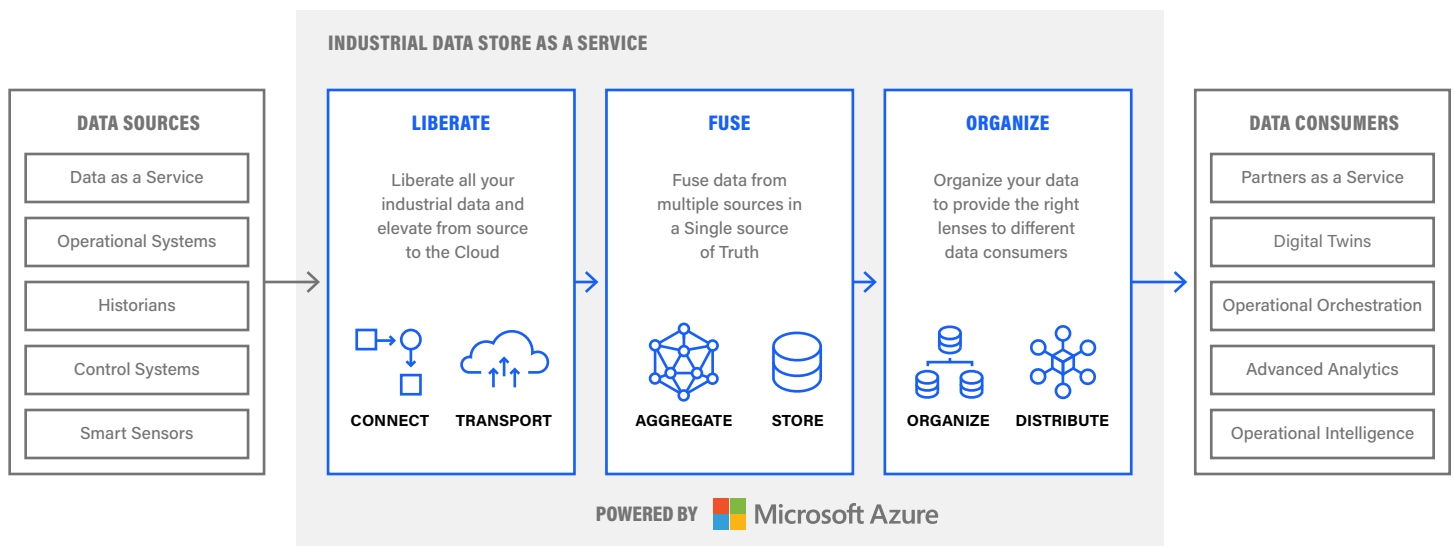 INDUSTRIAL DATA STORE AS A SERVICE
DATA SOURCES
Data as a Service
Operational Systems
Historians
Control Systems
Smart Sensors
LIBERATE
Liberate all your
industrial data and
elevate from source
to the Cloud
CONNECT
TRANSPORT
FUSE
Fuse data from
multiple sources in
a Single source
of Truth
AGGREGATE
STORE
ORGANIZE
Organize your data
to provide the right
lenses to different
data consumers
ORGANIZE
DISTRIBUTE
DATA CONSUMERS
Partners as a Service
Digital Twins
Operational Orchestration
Advanced Analytics
Operational Intelligence
POWERED BY Microsoft Azure